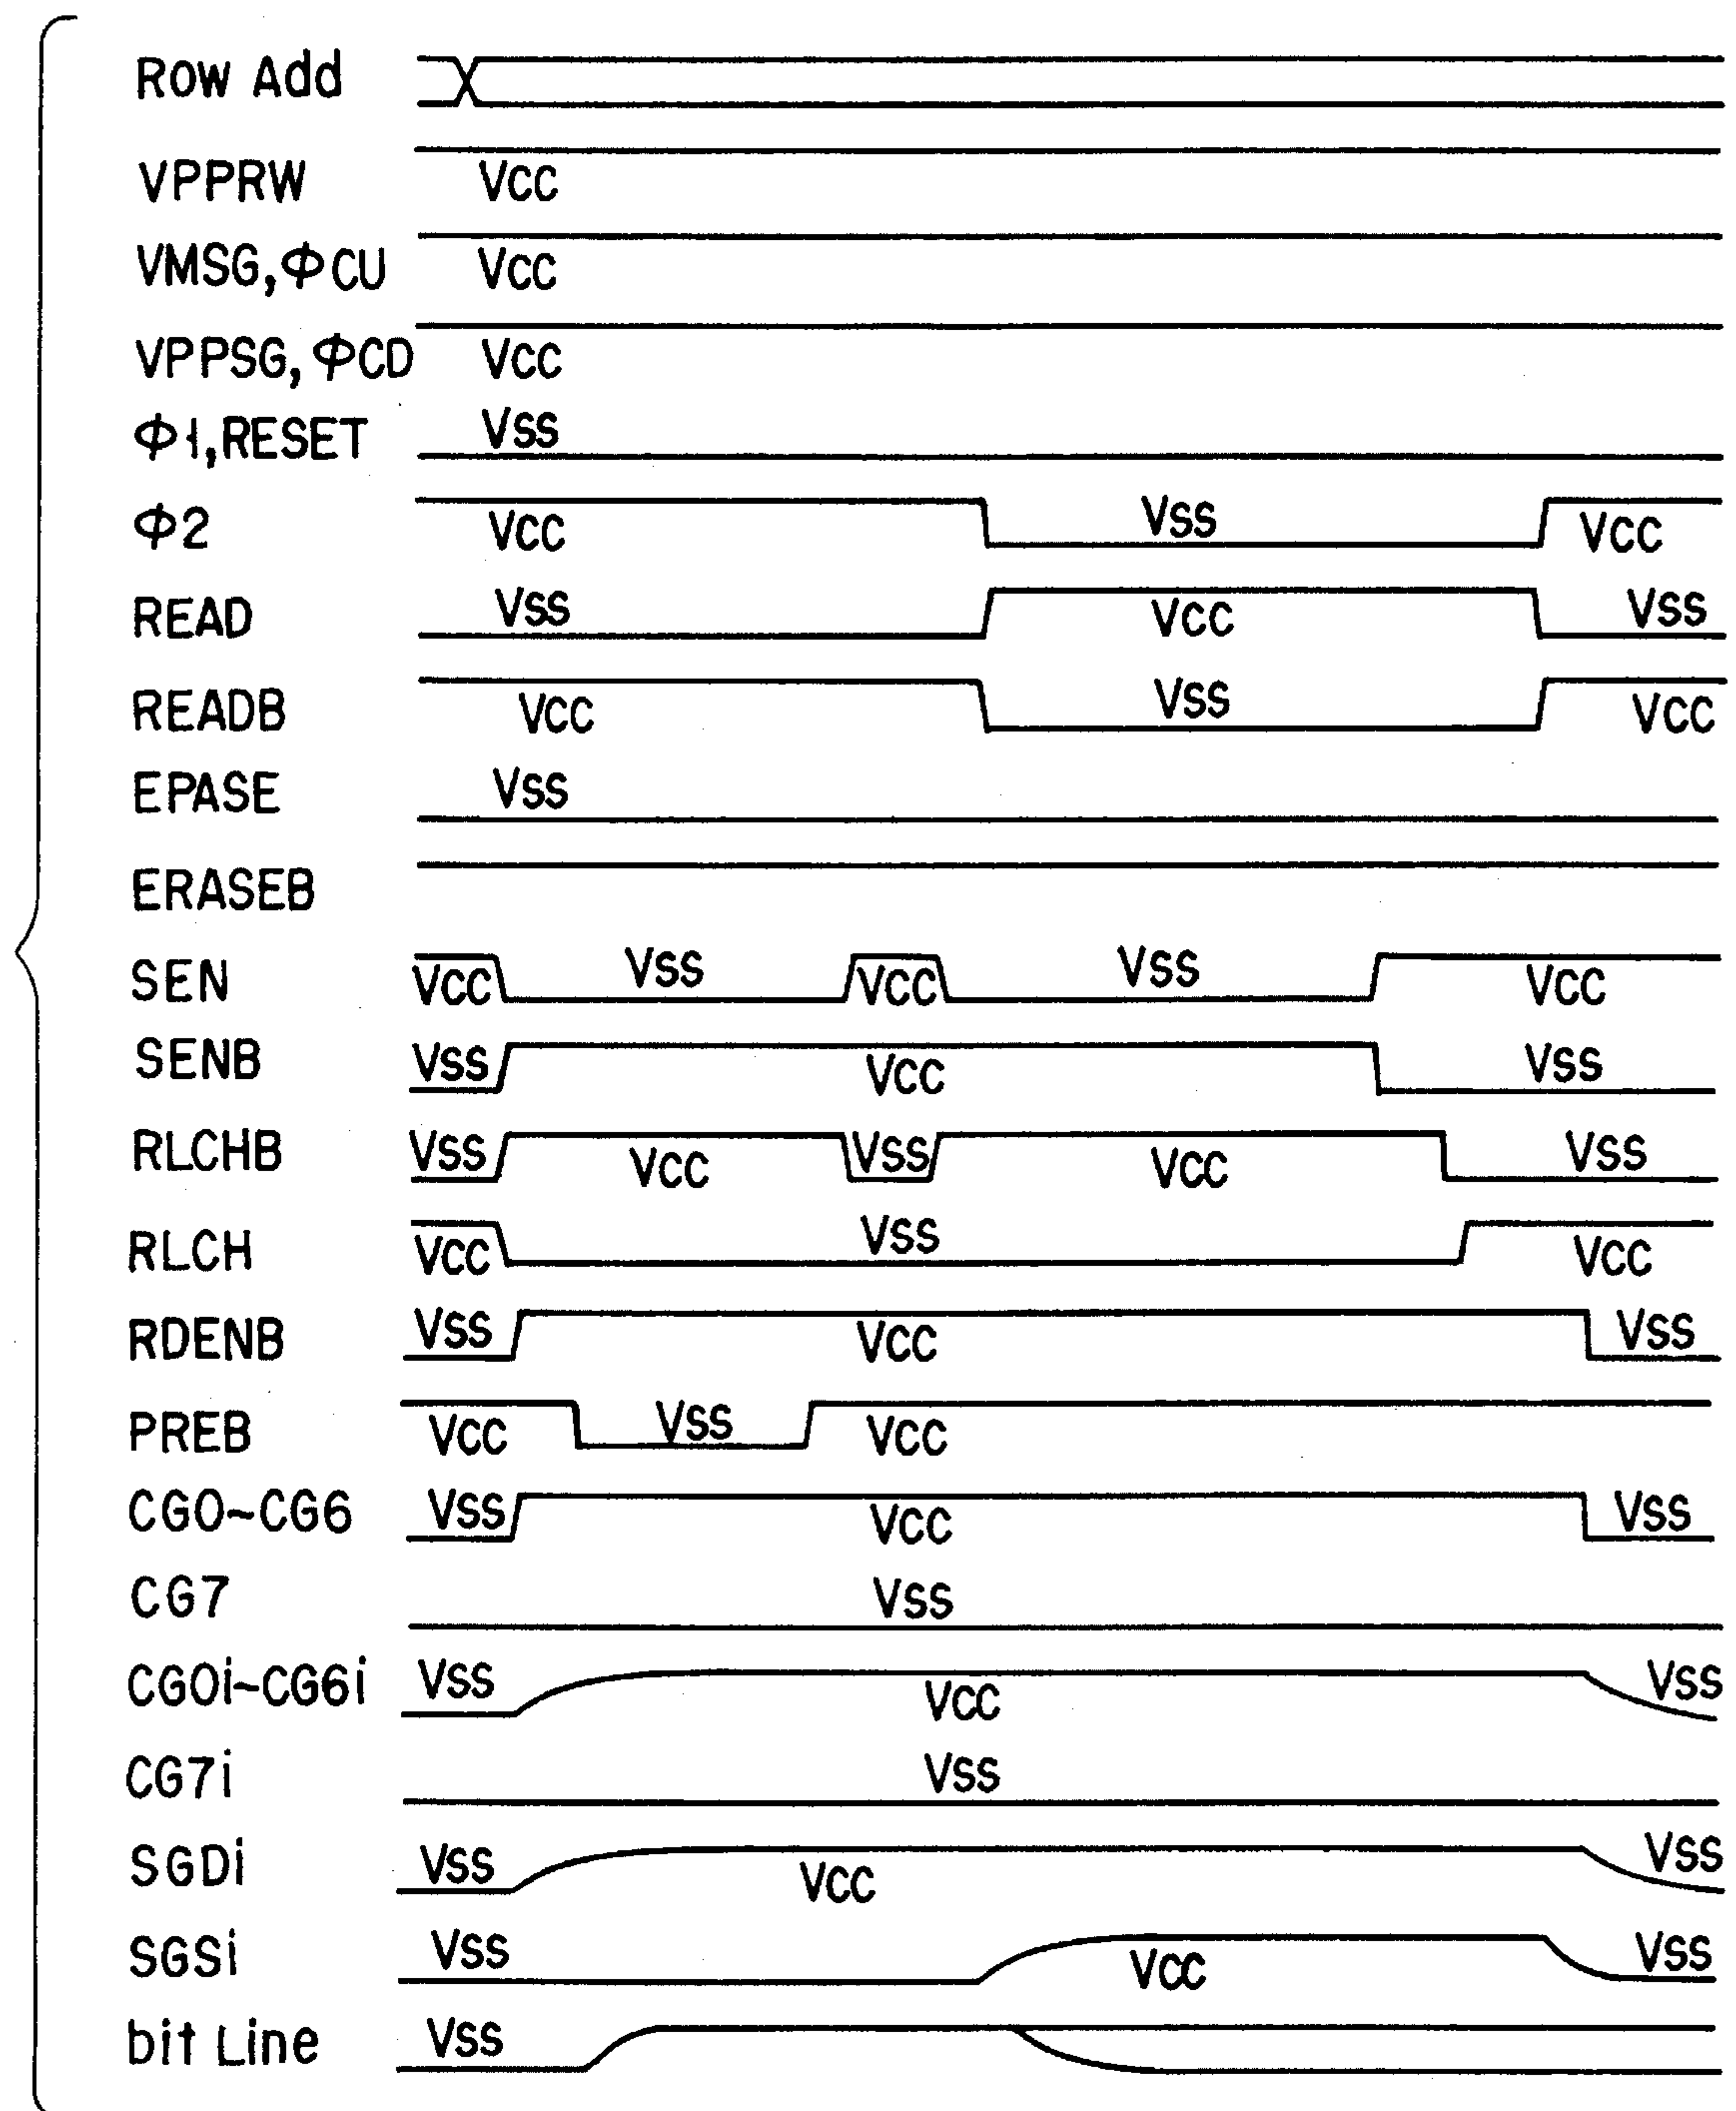 Row Add
VPPRW VCC
VMSG, ΦCU VCC
VPPSG, ΦCD VCC
Φ1, RESET VSS
Φ2 VCC VSS VCC
READ VSS VCC VSS
READB VCC VSS VCC
EPASE VSS
ERASEB
SEN VCC VSS VCC VSS VCC
SENB VSS VCC VSS
RLCHB VSS VCC VSS VCC VSS
RLCH VCC VSS VCC
RDENB VSS VCC VSS
PREB VCC VSS VCC
CG0~CG6 VSS VCC VSS
CG7 VSS
CG0i~CG6i VSS VCC VSS
CG7i VSS
SGDi VSS VCC VSS
SGSi VSS VCC VSS
bit Line VSS